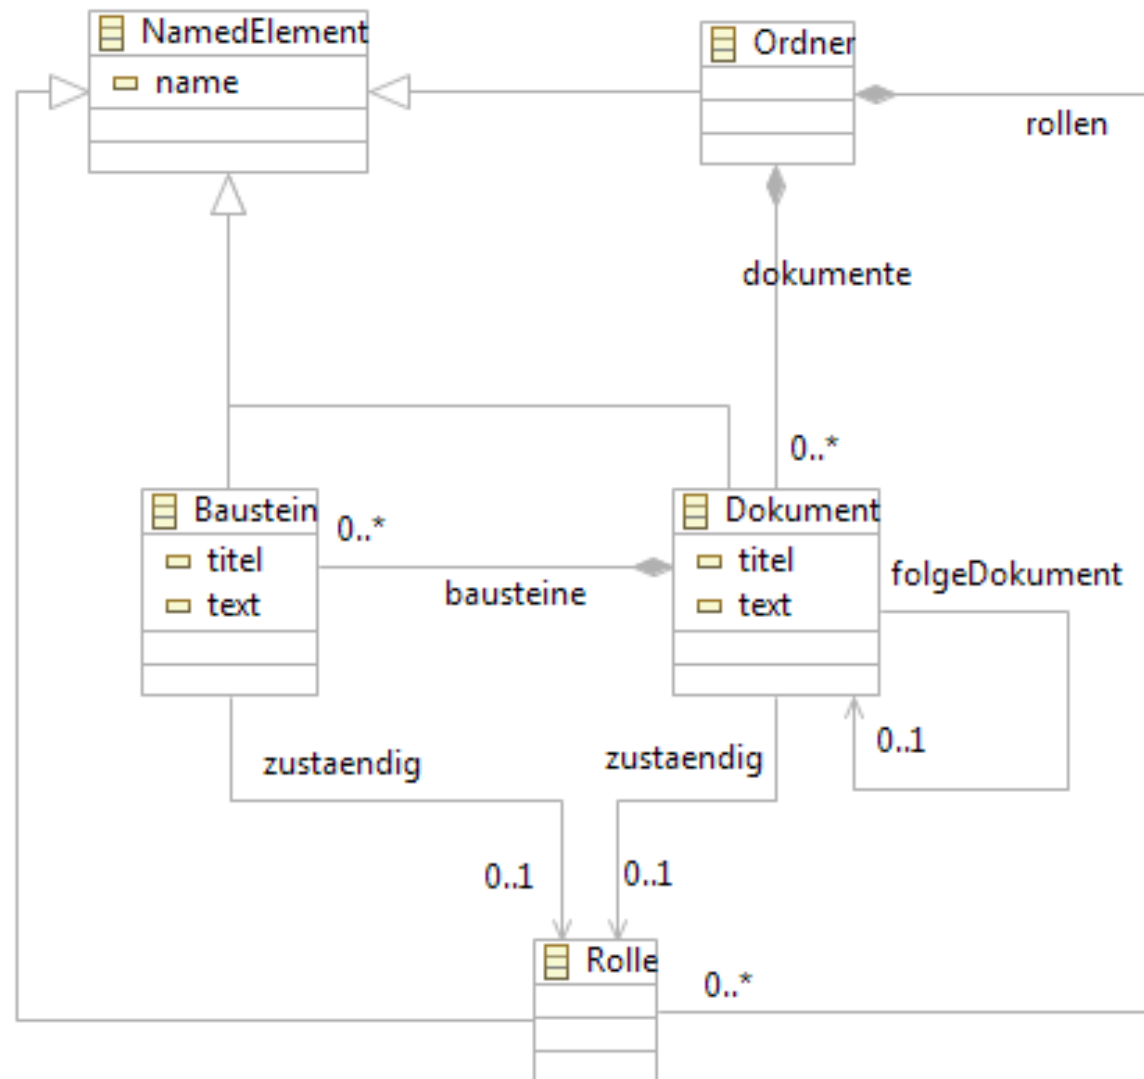 NamedElement
name
Ordner
rollen
dokumente
0..*
Baustein
titel
text
0..*
bausteine
Dokument
titel
text
folgeDokument
0..1
zustaendig
zustaendig
0..1
0..1
Rolle
0..*